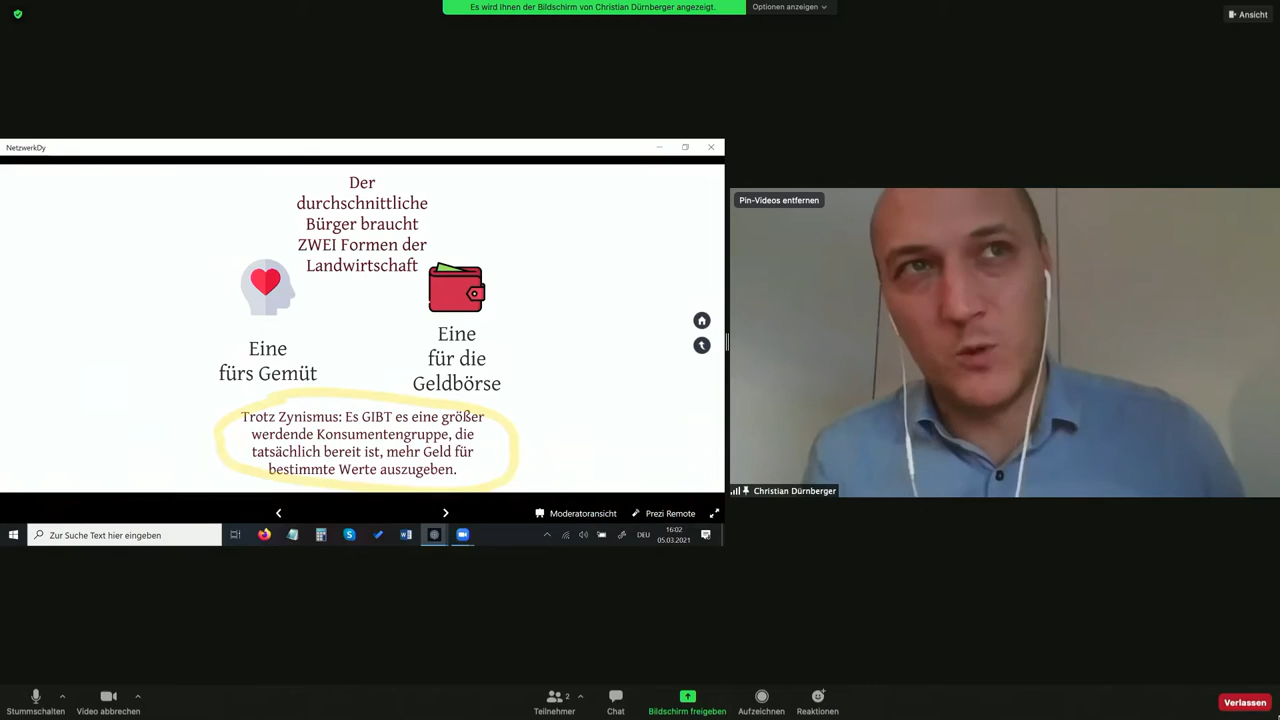 Es wird Ihnen der Bildschirm von Christian Dürnberger angezeigt.
Optionen anzeigen
Ansicht
NetzwerkDy
Der
durchschnittliche
Bürger braucht
ZWEI Formen der
Landwirtschaft
Eine
fürs Gemüt
Eine
für die
Geldbörse
Trotz Zynismus: Es GIBT es eine größer
werdende Konsumentengruppe, die
tatsächlich bereit ist, mehr Geld für
bestimmte Werte auszugeben.
Moderatoransicht
Prezi Remote
Zur Suche Text hier eingeben
DEU
16:02
05.03.2021
Pin-Videos entfernen
Christian Dürnberger
Stummschalten
Video abbrechen
2
Teilnehmer
Chat
Bildschirm freigeben
Aufzeichnen
Reaktionen
Verlassen